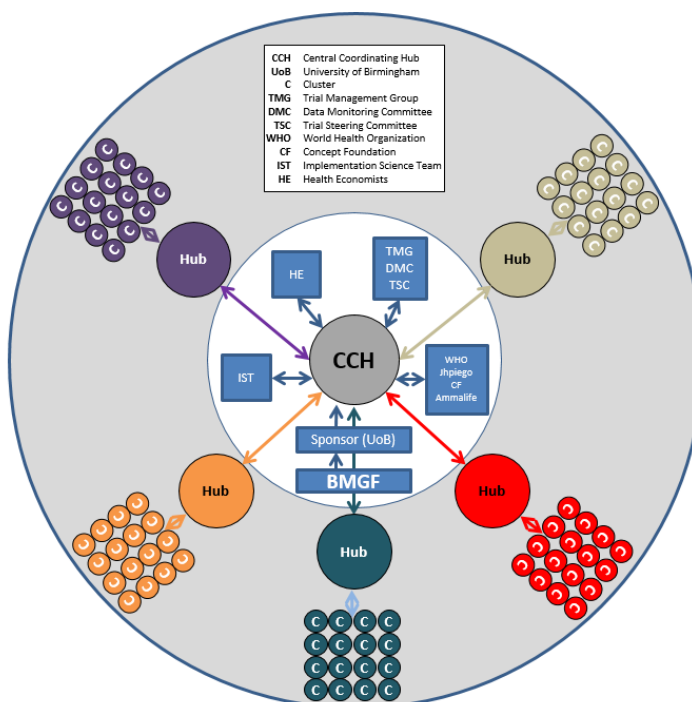 CCH Central Coordinating Hub
UoB University of Birmingham
C Cluster
TMG Trial Management Group
DMC Data Monitoring Committee
TSC Trial Steering Committee
WHO World Health Organization
CF Concept Foundation
IST Implementation Science Team
HE Health Economists
C C C C
C C C C
C C C C
C C C C
C C C C
C C C C
C C C C
C C C C
Hub
Hub
HE
TMG
DMC
TSC
CCH
IST
WHO
Jhpiego
CF
Ammalife
Sponsor (UoB)
BMGF
Hub
Hub
Hub
C C C C
C C C C
C C C C
C C C C
C C C C
C C C C
C C C C
C C C C
C C C C
C C C C
C C C C
C C C C